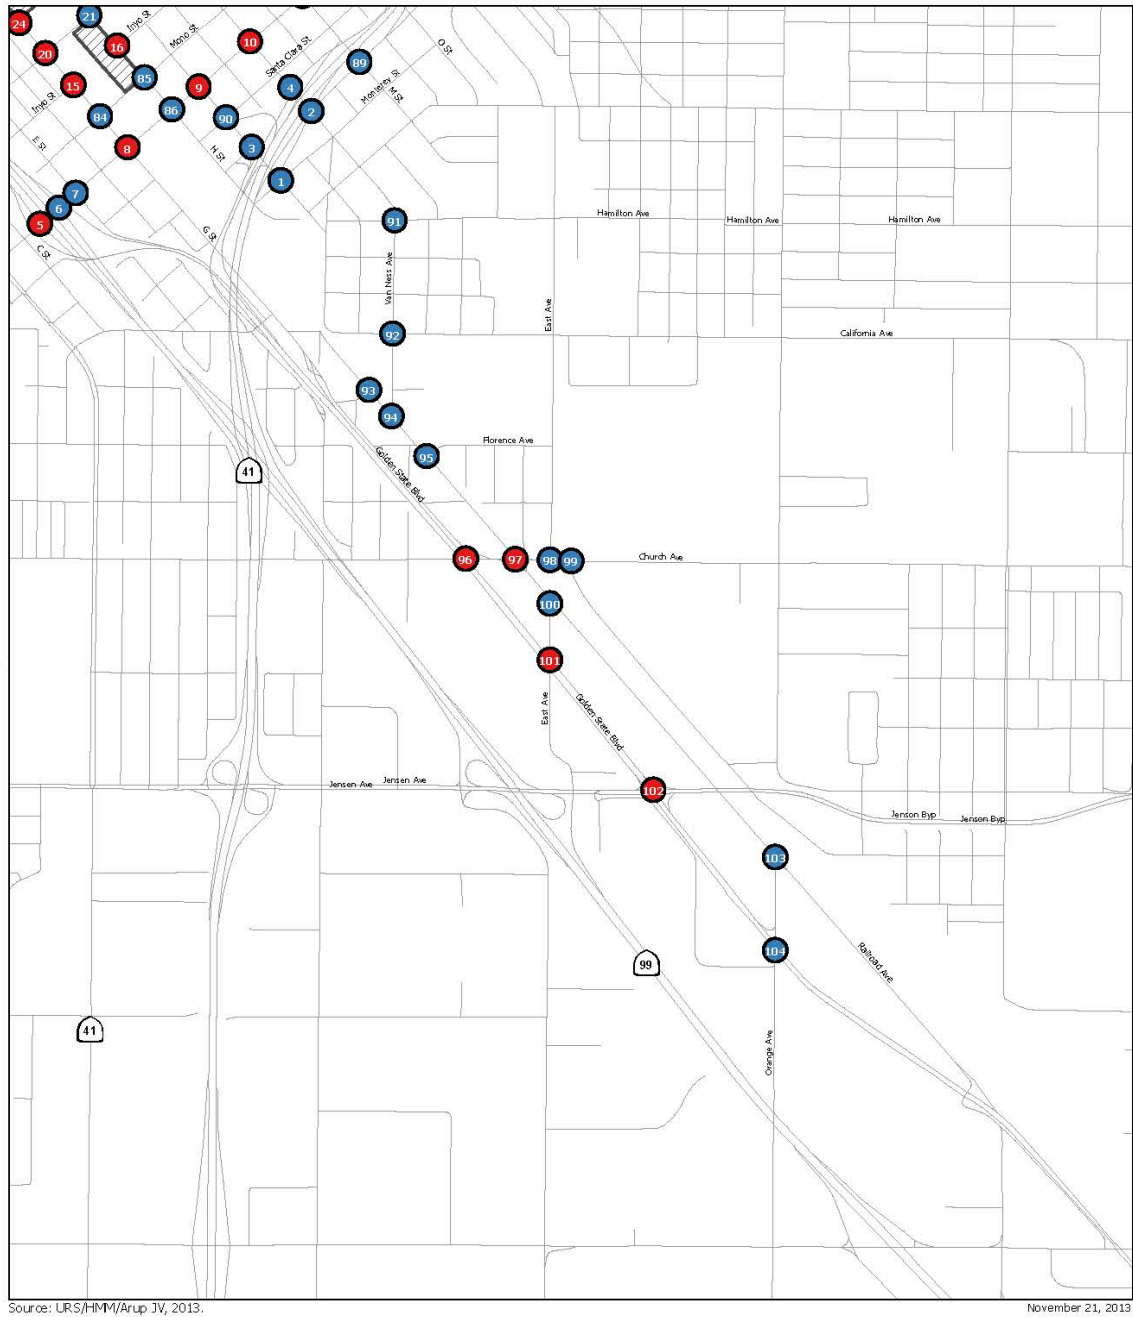 21
24
16
Inyo St
Mono St
10
O St
20
Santa Clara St
89
85
15
9
4
Monterey St
M St
Inyo St
86
2
84
90
E St
8
H St
3
1
7
6
5
91
Hamilton Ave
Hamilton Ave
Hamilton Ave
G St
C St
Van Ness Ave
East Ave
92
California Ave
93
94
Florence Ave
95
Golden State Blvd
41
96
97
98
99
Church Ave
100
101
East Ave
Golden State Blvd
Jensen Ave
Jensen Ave
102
Jenson Byp
Jenson Byp
103
104
Railroad Ave
99
41
Orange Ave
Source: URS/HMM/Arup JV, 2013.
November 21, 2013